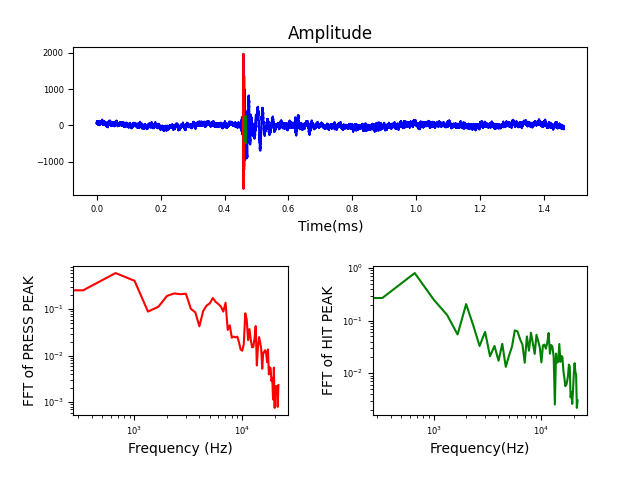 Amplitude
2000
1000
0
−1000
0.0 0.2 0.4 0.6 0.8 1.0 1.2 1.4
Time(ms)
FFT of PRESS PEAK
10⁻¹
10⁻²
10⁻³
10³ 10⁴
Frequency (Hz)
FFT of HIT PEAK
10⁰
10⁻¹
10⁻²
10³ 10⁴
Frequency(Hz)